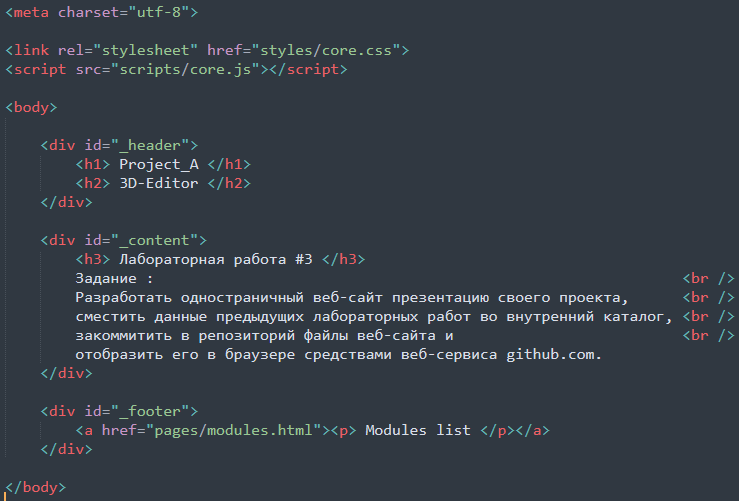 <meta charset="utf-8">
<link rel="stylesheet" href="styles/core.css">
<script src="scripts/core.js"></script>
<body>
<div id="_header">
<h1> Project_A </h1>
<h2> 3D-Editor </h2>
</div>
<div id="_content">
<h3> Лабораторная работа #3 </h3>
Задание : <br />
Разработать одностраничный веб-сайт презентацию своего проекта, <br />
сместить данные предыдущих лабораторных работ во внутренний каталог, <br />
закоммитить в репозиторий файлы веб-сайта и <br />
отобразить его в браузере средствами веб-сервиса github.com.
</div>
<div id="_footer">
<a href="pages/modules.html"><p> Modules list </p></a>
</div>
</body>